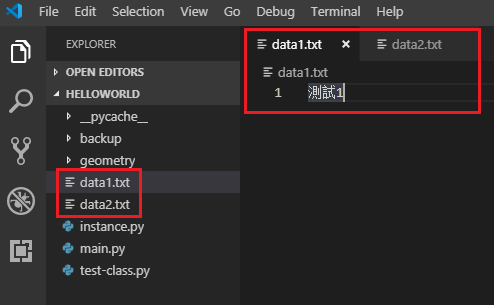 File Edit Selection View Go Debug Terminal Help
EXPLORER
OPEN EDITORS
HELLOWORLD
__pycache__
backup
geometry
data1.txt
data2.txt
instance.py
main.py
test-class.py
data1.txt data2.txt
data1.txt
1 測試1